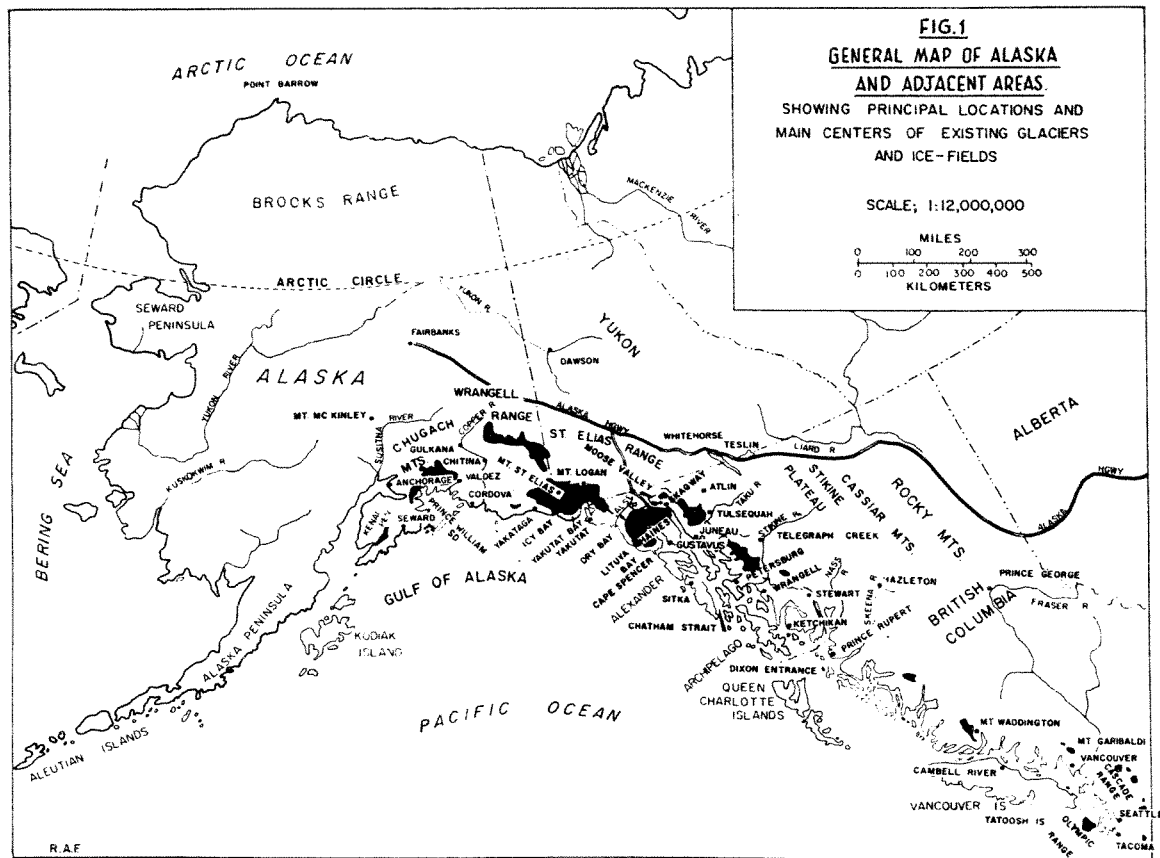 FIG.1
GENERAL MAP OF ALASKA
AND ADJACENT AREAS.
SHOWING PRINCIPAL LOCATIONS AND
MAIN CENTERS OF EXISTING GLACIERS
AND ICE-FIELDS
SCALE; 1:12,000,000
MILES
0 100 200 300
0 100 200 300 400 500
KILOMETERS
ARCTIC OCEAN
POINT BARROW
BROCKS RANGE
MACKENZIE RIVER
ARCTIC CIRCLE
SEWARD
PENINSULA
YUKON R.
YUKON
FAIRBANKS
DAWSON
YUKON RIVER
ALASKA
WRANGELL
RANGE
ALASKA HGWY
ALBERTA
MT. MC KINLEY
SUSITNA RIVER
COPPER R
CHUGACH
MTS
GULKANA
CHITINA
ST ELIAS RANGE
MOOSE VALLEY
WHITEHORSE
TESLIN
LIARD R
ALASKA HGWY
BERING SEA
KUSKOKWIM R
ANCHORAGE
VALDEZ
CORDOVA
MT. ST ELIAS
MT. LOGAN
SKAGWAY
ATLIN
TAKU R
TULSEQUAH
STIKINE
PLATEAU
CASSIAR MTS.
ROCKY MTS
KENAI PEN
SEWARD
PRINCE WILLIAM
SD
YAKATAGA
ICY BAY
YAKUTAT BAY
YAKUTAT
DRY BAY
LITUYA
BAY
CAPE SPENCER
ALSEK
HAINES
JUNEAU
GUSTAVUS
STIKINE R
TELEGRAPH CREEK
GULF OF ALASKA
PETERSBURG
WRANGELL
NASS
R
STEWART
SKEENA R
HAZLETON
PRINCE GEORGE
FRASER R
BRITISH
COLUMBIA
ALEXANDER
ARCHIPELAGO
SITKA
CHATHAM STRAIT
KETCHIKAN
PRINCE RUPERT
DIXON ENTRANCE
QUEEN
CHARLOTTE
ISLANDS
ALASKA PENINSULA
KODIAK
ISLAND
PACIFIC OCEAN
ALEUTIAN ISLANDS
MT WADDINGTON
MT GARIBALDI
VANCOUVER
CASCADE
RANGE
CAMBELL RIVER
VANCOUVER IS
TATOOSH IS
OLYMPIC
RANGE
SEATTLE
TACOMA
R.A.F